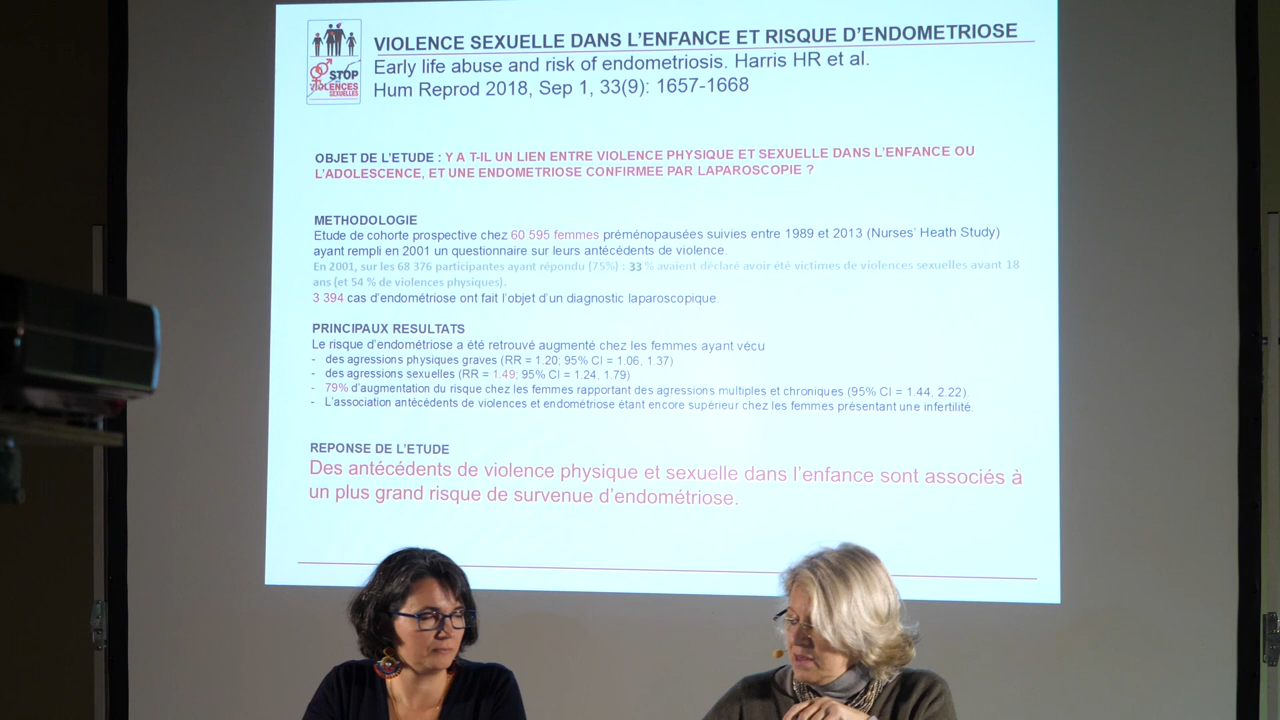 STOP
VIOLENCES
SEXUELLES
VIOLENCE SEXUELLE DANS L'ENFANCE ET RISQUE D'ENDOMETRIOSE
Early life abuse and risk of endometriosis. Harris HR et al.
Hum Reprod 2018, Sep 1, 33(9): 1657-1668
OBJET DE L'ETUDE : Y A T-IL UN LIEN ENTRE VIOLENCE PHYSIQUE ET SEXUELLE DANS L'ENFANCE OU
L'ADOLESCENCE, ET UNE ENDOMETRIOSE CONFIRMEE PAR LAPAROSCOPIE ?
METHODOLOGIE
Etude de cohorte prospective chez 60 595 femmes préménopausées suivies entre 1989 et 2013 (Nurses' Heath Study)
ayant rempli en 2001 un questionnaire sur leurs antécédents de violence.
En 2001, sur les 68 376 participantes ayant répondu (75%) : 33 % avaient déclaré avoir été victimes de violences sexuelles avant 18
ans (et 54 % de violences physiques).
3 394 cas d'endométriose ont fait l'objet d'un diagnostic laparoscopique.
PRINCIPAUX RESULTATS
Le risque d'endométriose a été retrouvé augmenté chez les femmes ayant vécu
- des agressions physiques graves (RR = 1.20; 95% CI = 1.06, 1.37)
- des agressions sexuelles (RR = 1.49; 95% CI = 1.24, 1.79)
- 79% d'augmentation du risque chez les femmes rapportant des agressions multiples et chroniques (95% CI = 1.44, 2.22).
- L'association antécédents de violences et endométriose étant encore supérieur chez les femmes présentant une infertilité.
REPONSE DE L'ETUDE
Des antécédents de violence physique et sexuelle dans l'enfance sont associés à
un plus grand risque de survenue d'endométriose.